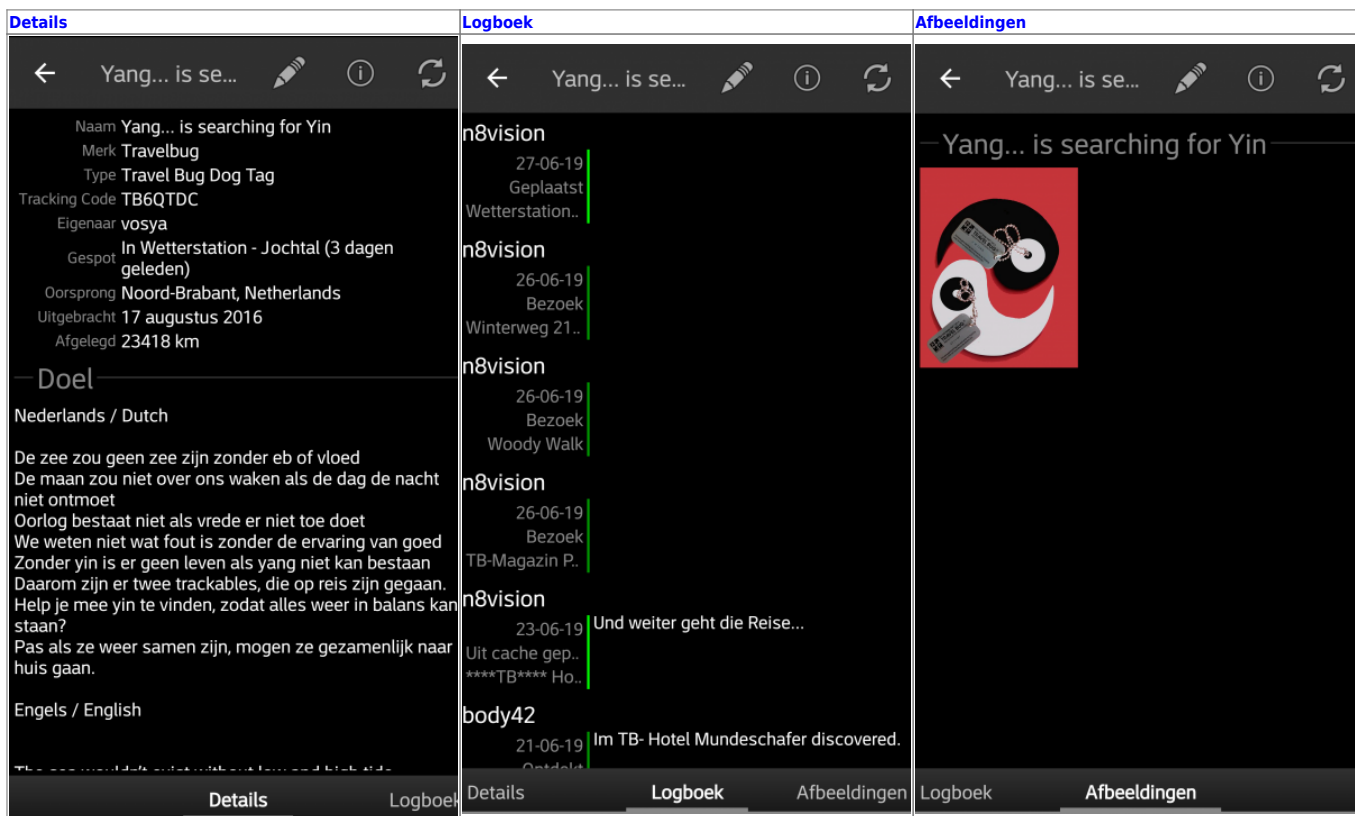 Details
Yang... is se...
Naam Yang... is searching for Yin
Merk Travelbug
Type Travel Bug Dog Tag
Tracking Code TB6QTDC
Eigenaar vosya
Gespot In Wetterstation - Jochtal (3 dagen
geleden)
Oorsprong Noord-Brabant, Netherlands
Uitgebracht 17 augustus 2016
Afgelegd 23418 km
Doel
Nederlands / Dutch
De zee zou geen zee zijn zonder eb of vloed
De maan zou niet over ons waken als de dag de nacht
niet ontmoet
Oorlog bestaat niet als vrede er niet toe doet
We weten niet wat fout is zonder de ervaring van goed
Zonder yin is er geen leven als yang niet kan bestaan
Daarom zijn er twee trackables, die op reis zijn gegaan.
Help je mee yin te vinden, zodat alles weer in balans kan
staan?
Pas als ze weer samen zijn, mogen ze gezamenlijk naar
huis gaan.
Engels / English
The sea wouldn't exist without low and high tide
Details Logboek
Logboek
Yang... is se...
n8vision
27-06-19
Geplaatst
Wetterstation..
n8vision
26-06-19
Bezoek
Winterweg 21..
n8vision
26-06-19
Bezoek
Woody Walk
n8vision
26-06-19
Bezoek
TB-Magazin P..
n8vision
23-06-19 Und weiter geht die Reise...
Uit cache gep..
****TB**** Ho..
body42
21-06-19 Im TB- Hotel Mundeschafer discovered.
Ontdekt
Details Logboek Afbeeldingen
Afbeeldingen
Yang... is se...
Yang... is searching for Yin
Logboek Afbeeldingen